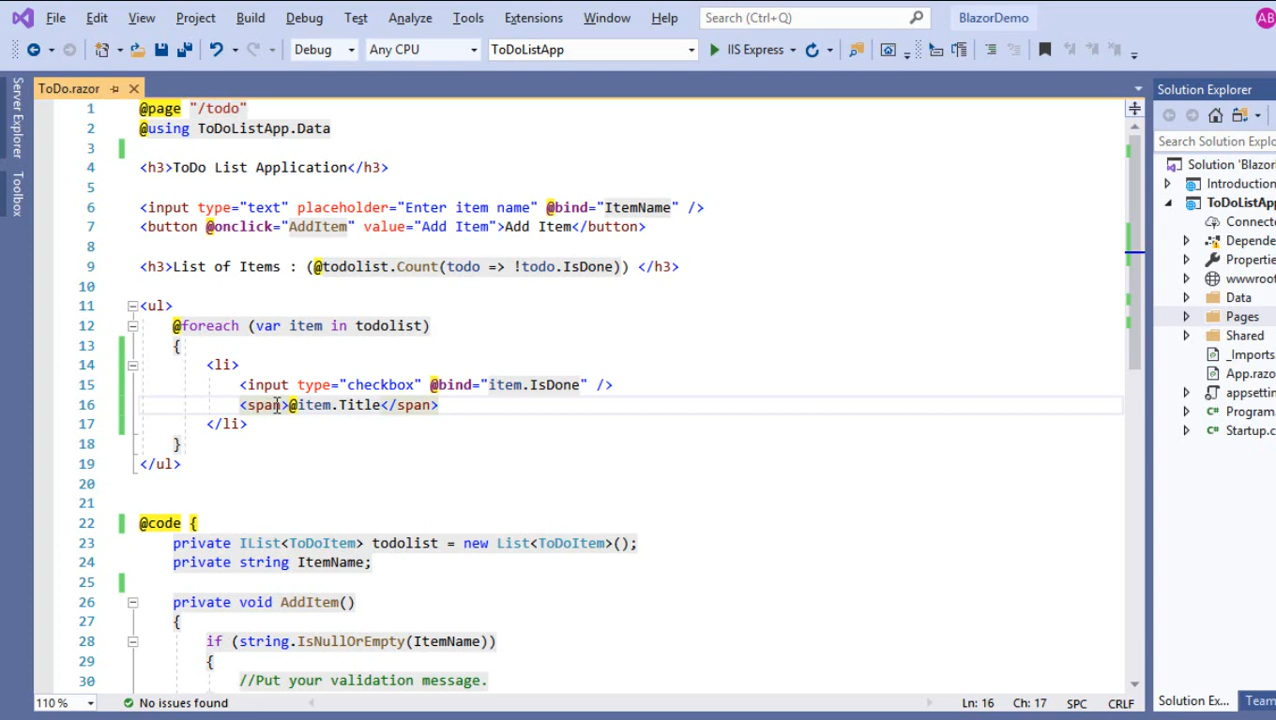 File Edit View Project Build Debug Test Analyze Tools Extensions Window Help Search (Ctrl+Q) BlazorDemo AB
Debug Any CPU ToDoListApp IIS Express
Server Explorer
Toolbox
ToDo.razor
1 @page "/todo"
2 @using ToDoListApp.Data
3
4 <h3>ToDo List Application</h3>
5
6 <input type="text" placeholder="Enter item name" @bind="ItemName" />
7 <button @onclick="AddItem" value="Add Item">Add Item</button>
8
9 <h3>List of Items : (@todolist.Count(todo => !todo.IsDone)) </h3>
10
11 <ul>
12 @foreach (var item in todolist)
13 {
14 <li>
15 <input type="checkbox" @bind="item.IsDone" />
16 <span>@item.Title</span>
17 </li>
18 }
19 </ul>
20
21
22 @code {
23 private IList<ToDoItem> todolist = new List<ToDoItem>();
24 private string ItemName;
25
26 private void AddItem()
27 {
28 if (string.IsNullOrEmpty(ItemName))
29 {
30 //Put your validation message.
110 % No issues found Ln: 16 Ch: 17 SPC CRLF
Solution Explorer
Search Solution Explorer
Solution 'Blazor
Introduction
ToDoListApp
Connect
Depende
Properti
wwwroo
Data
Pages
Shared
_Imports
App.razo
appsettin
Program.
Startup.c
Solution Ex... Team